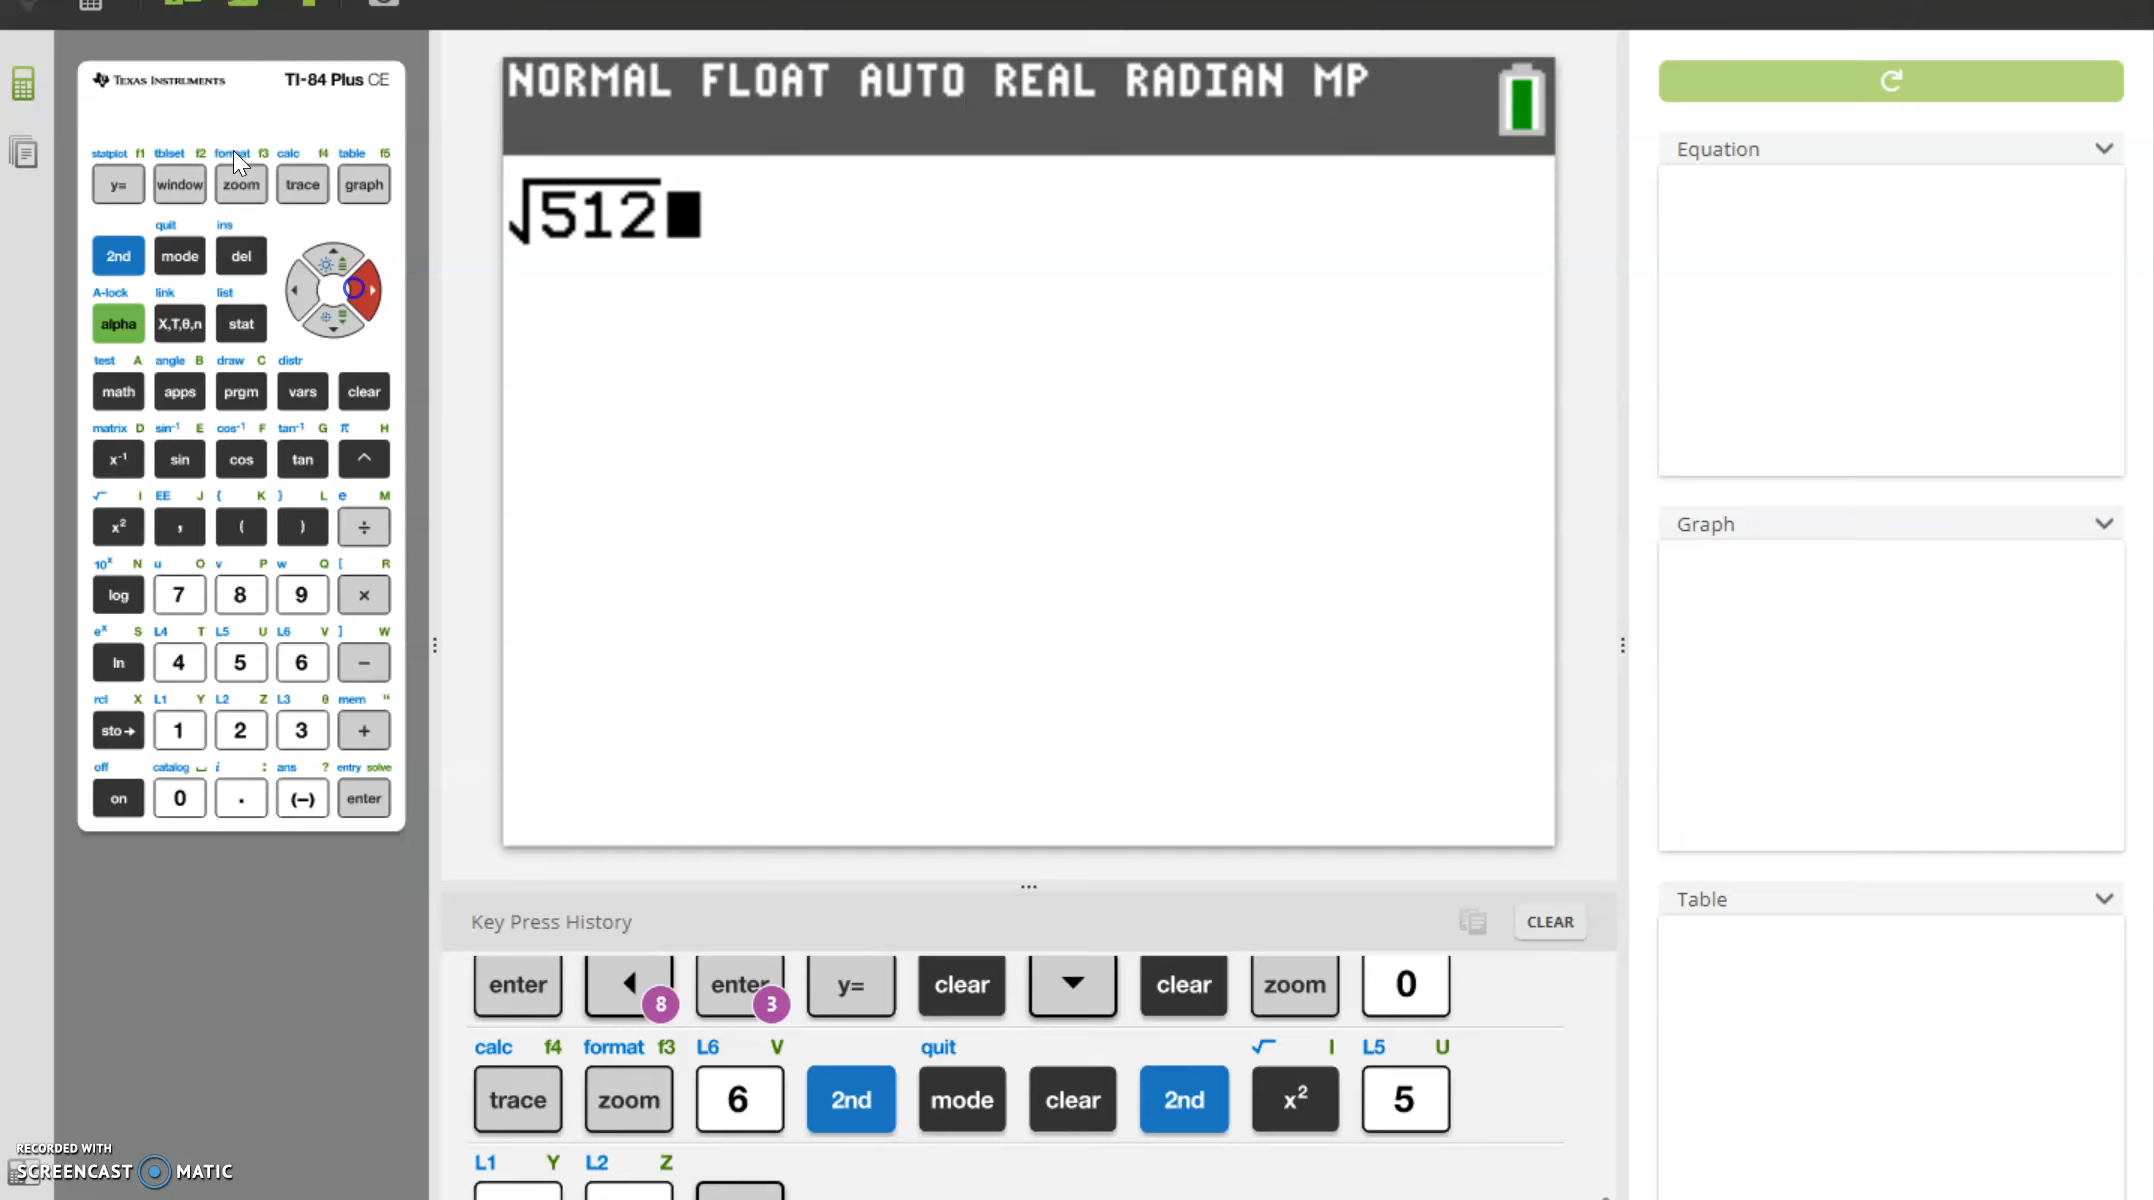 TEXAS INSTRUMENTS TI-84 Plus CE
statplot f1 tblset f2 format f3 calc f4 table f5
y= window zoom trace graph
quit ins
2nd mode del
A-lock link list
alpha X,T,θ,n stat
test A angle B draw C distr
math apps prgm vars clear
matrix D sin⁻¹ E cos⁻¹ F tan⁻¹ G π H
x⁻¹ sin cos tan ^
√ I EE J { K } L e M
x² , ( ) ÷
10ˣ N u O v P w Q [ R
log 7 8 9 ×
eˣ S L4 T L5 U L6 V ] W
ln 4 5 6 −
rcl X L1 Y L2 Z L3 θ mem "
sto→ 1 2 3 +
off catalog ⎵ i : ans ? entry solve
on 0 . (−) enter
NORMAL FLOAT AUTO REAL RADIAN MP
√512
Key Press History CLEAR
enter enter y= clear clear zoom 0
8 3
calc f4 format f3 L6 V quit √ I L5 U
trace zoom 6 2nd mode clear 2nd x² 5
L1 Y L2 Z
Equation
Graph
Table
RECORDED WITH
SCREENCAST MATIC